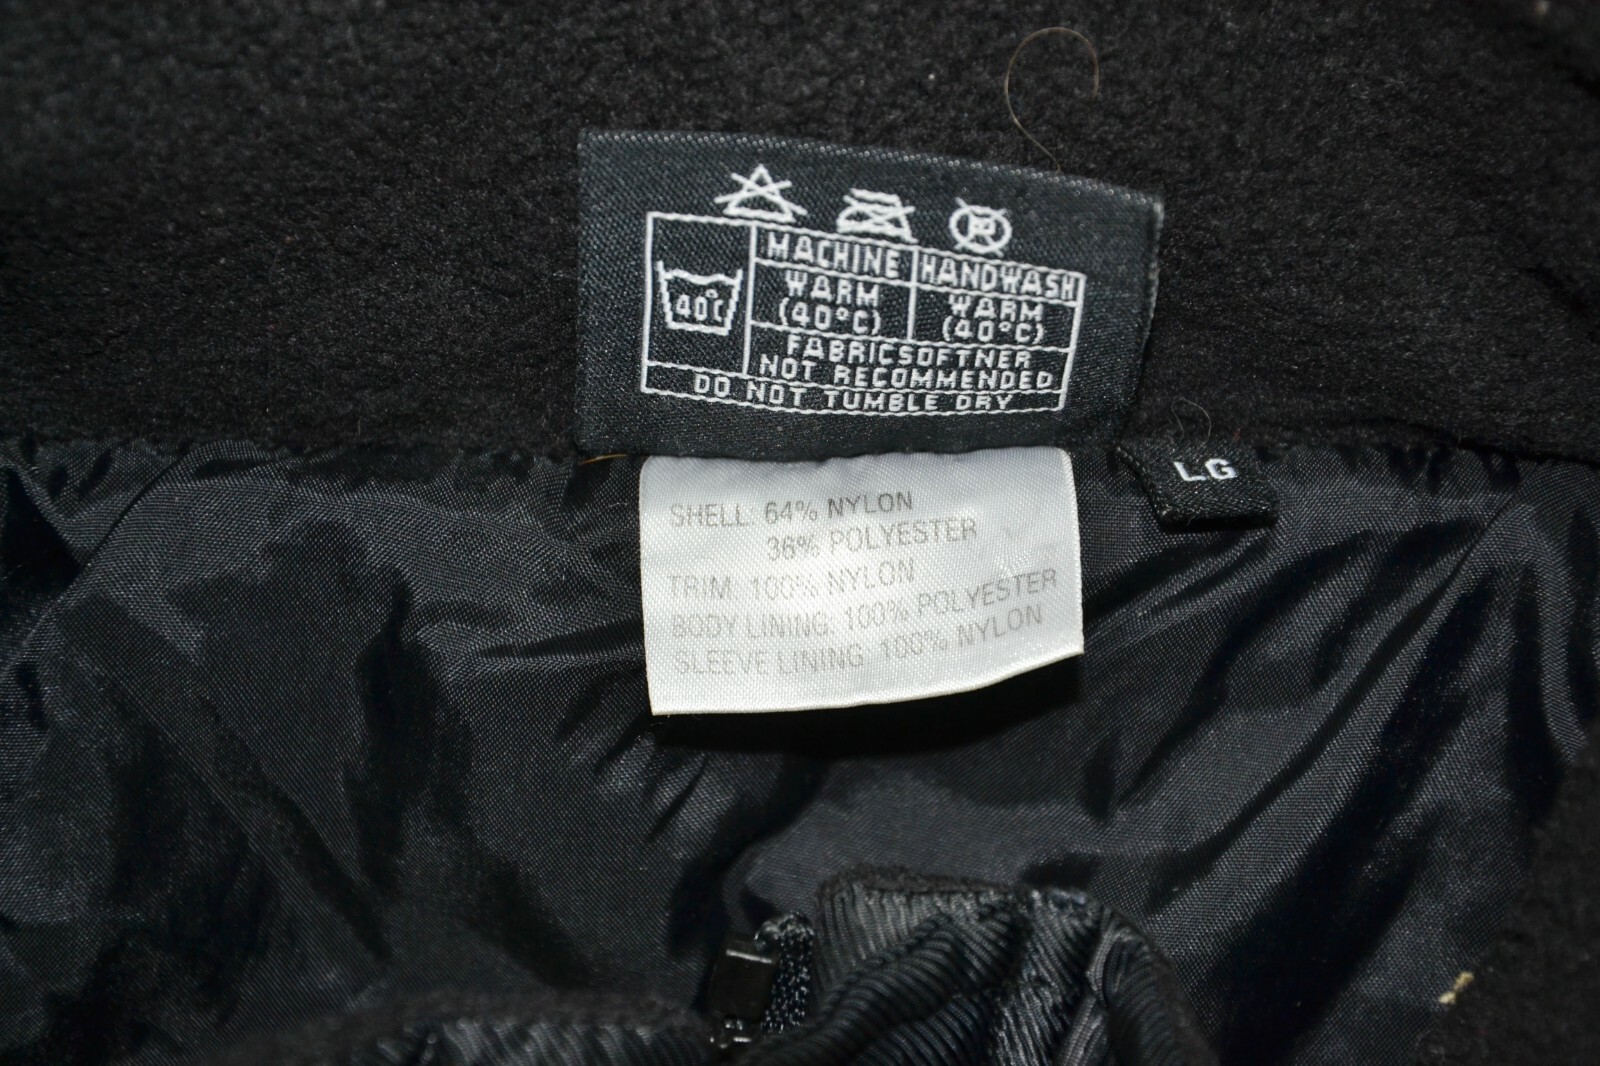 40°C
MACHINE HANDWASH
WARM WARM
(40°C) (40°C)
FABRICSOFTNER
NOT RECOMMENDED
DO NOT TUMBLE DRY
LG
SHELL: 64% NYLON
36% POLYESTER
TRIM: 100% NYLON
BODY LINING: 100% POLYESTER
SLEEVE LINING: 100% NYLON